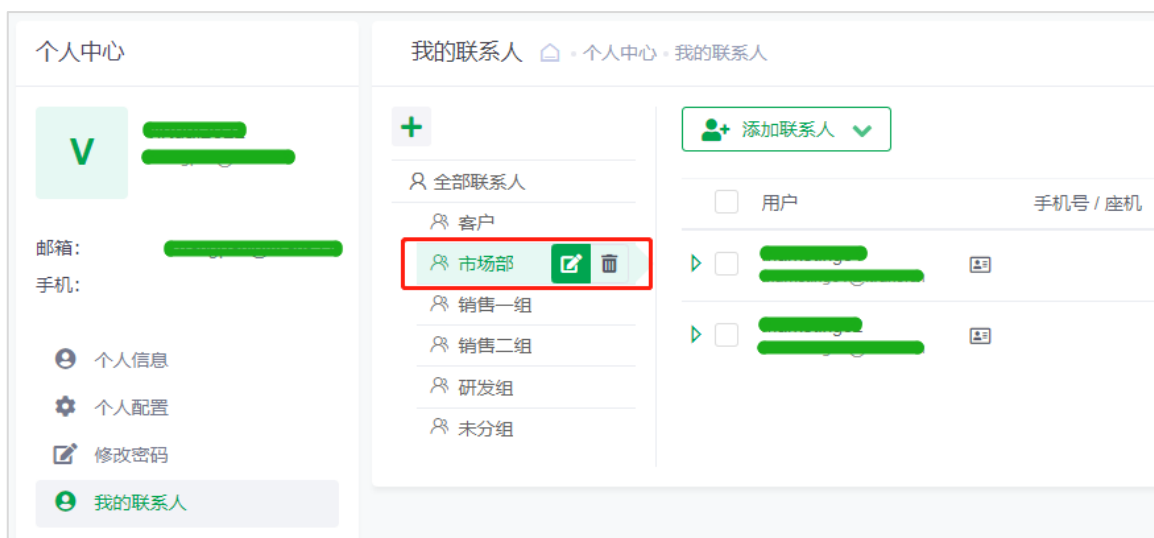 个人中心
V
邮箱：
手机：
个人信息
个人配置
修改密码
我的联系人
我的联系人 个人中心 我的联系人
全部联系人
客户
市场部
销售一组
销售二组
研发组
未分组
添加联系人
用户 手机号 / 座机